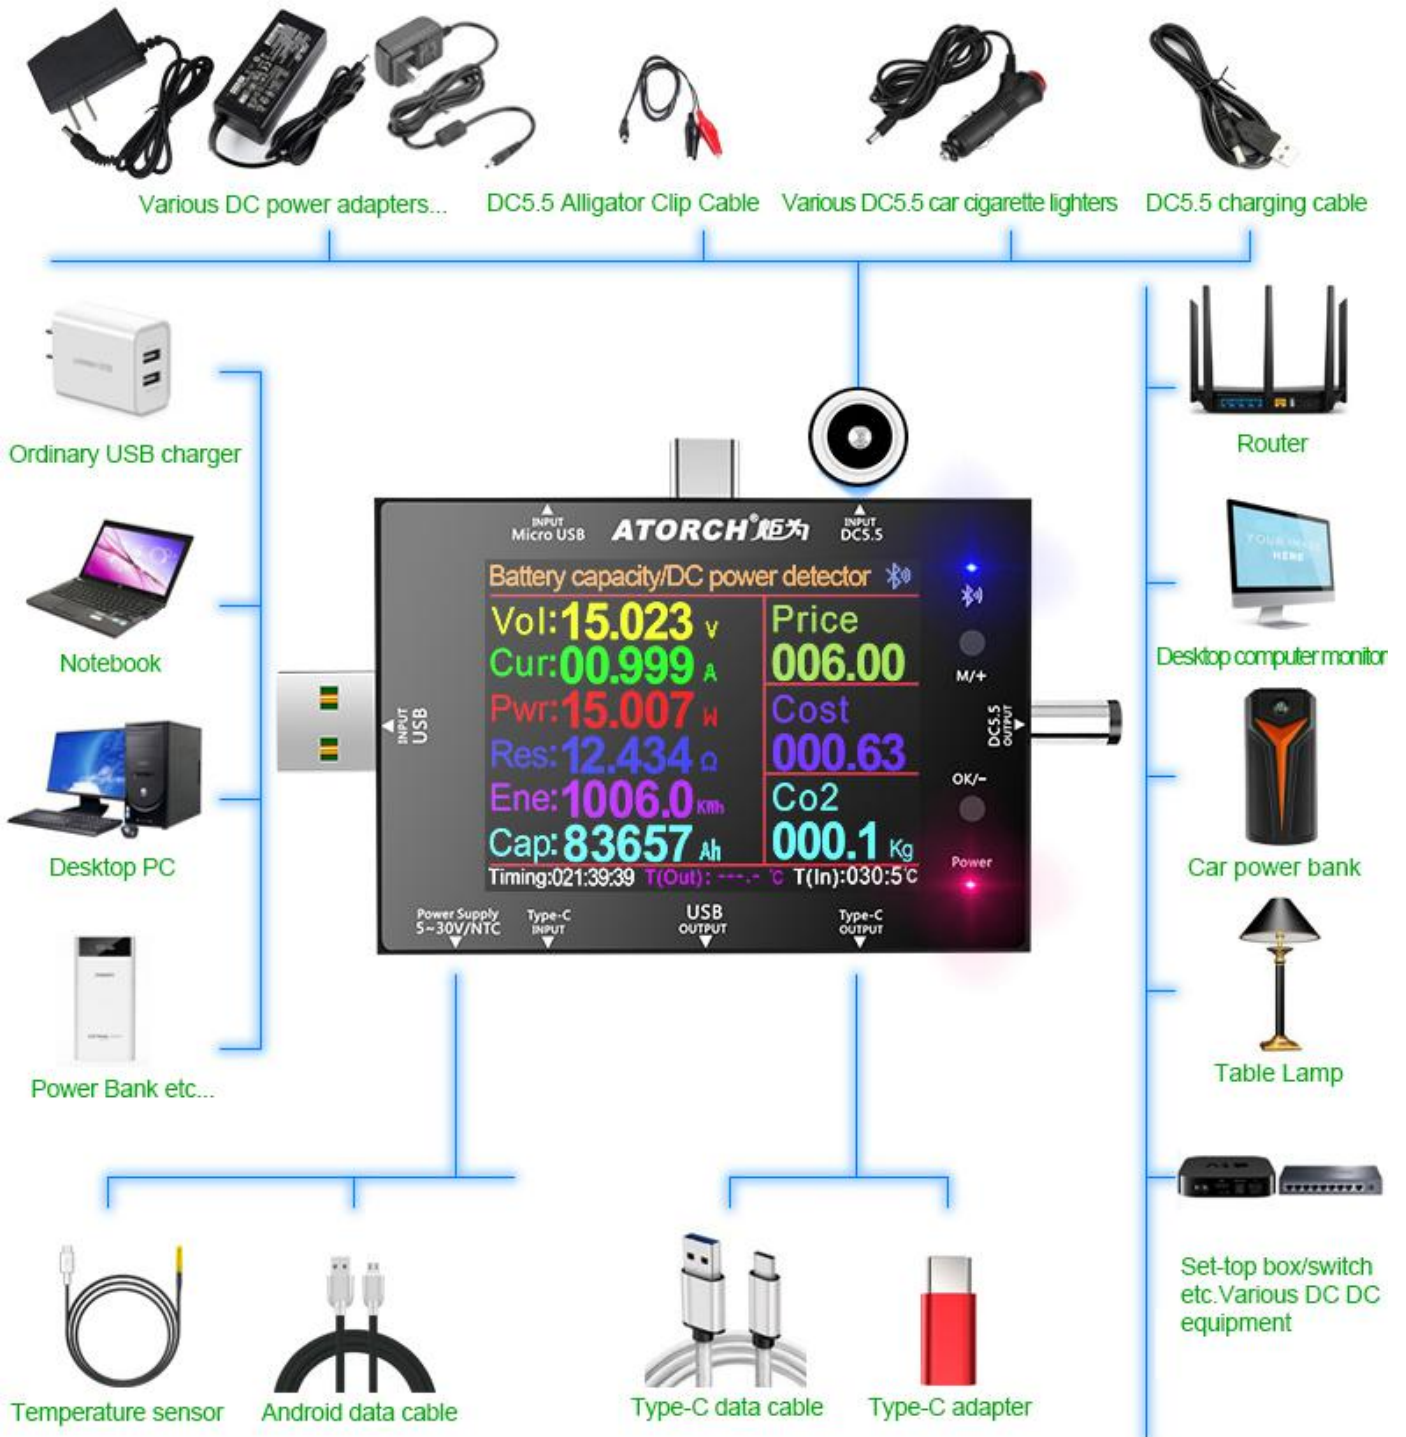 Various DC power adapters...
DC5.5 Alligator Clip Cable
Various DC5.5 car cigarette lighters
DC5.5 charging cable
Ordinary USB charger
Notebook
Desktop PC
Power Bank etc...
INPUT
Micro USB
ATORCH®炬为
INPUT
DC5.5
Battery capacity/DC power detector
Vol:15.023 V
Cur:00.999 A
Pwr:15.007 W
Res:12.434 Ω
Ene:1006.0 KWh
Cap:83657 Ah
Price
006.00
Cost
000.63
Co2
000.1 Kg
Timing:021:39:39 T(Out): ---.- ℃ T(In):030:5℃
M/+
OK/-
Power
INPUT
USB
DC5.5
OUTPUT
Power Supply
5~30V/NTC
Type-C
INPUT
USB
OUTPUT
Type-C
OUTPUT
Router
YOUR IMAGE
HERE
Desktop computer monitor
Car power bank
Table Lamp
Set-top box/switch
etc.Various DC DC
equipment
Temperature sensor
Android data cable
Type-C data cable
Type-C adapter